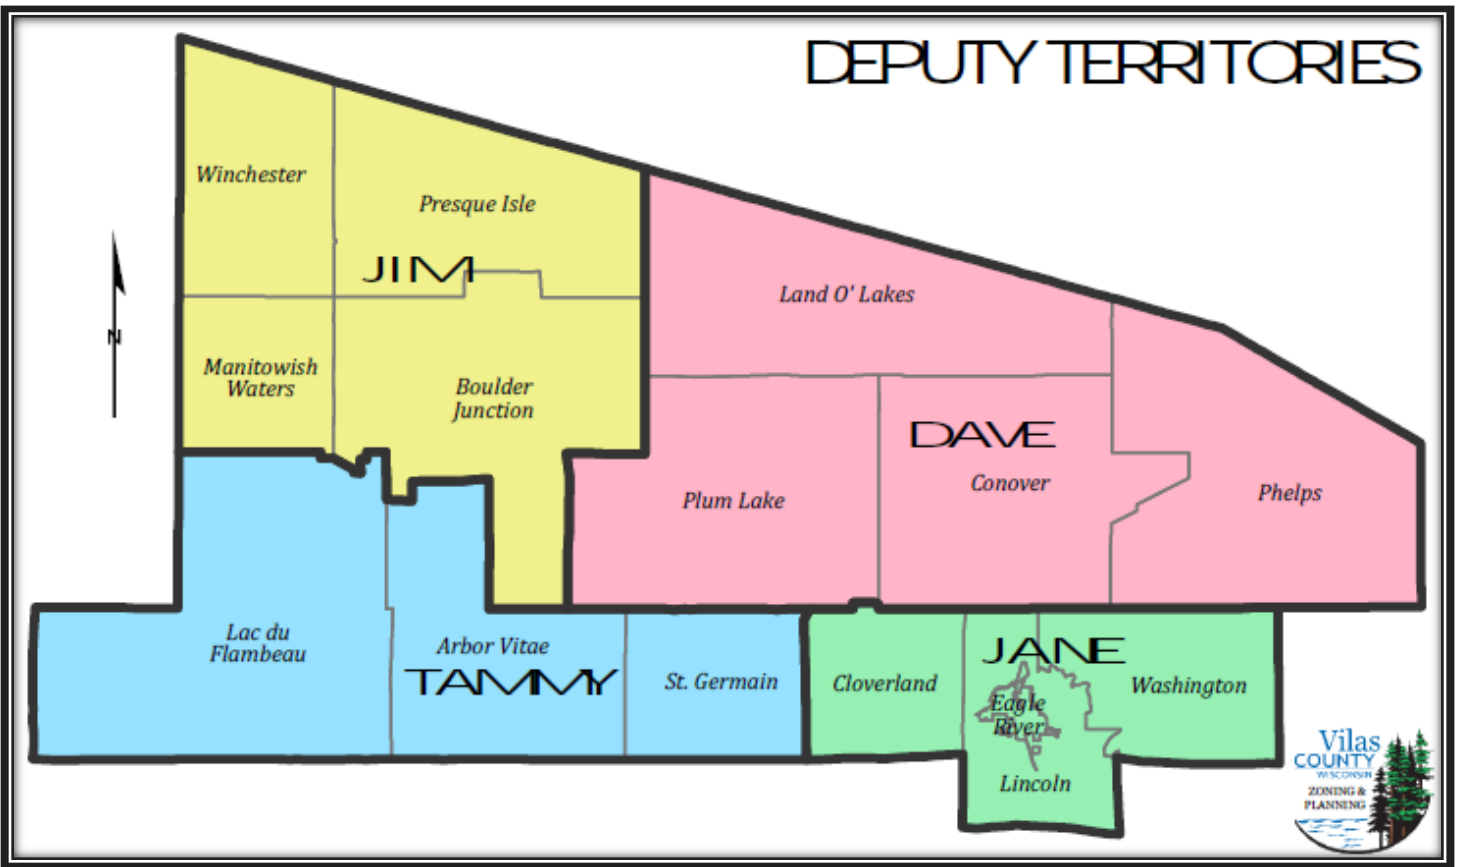 DEPUTY TERRITORIES
Winchester
Presque Isle
JIM
Land O' Lakes
N
Manitowish
Waters
Boulder
Junction
DAVE
Conover
Plum Lake
Phelps
Lac du
Flambeau
Arbor Vitae
TAMMY
St. Germain
JANE
Cloverland
Washington
Eagle
River
Lincoln
Vilas
COUNTY
WISCONSIN
ZONING &
PLANNING